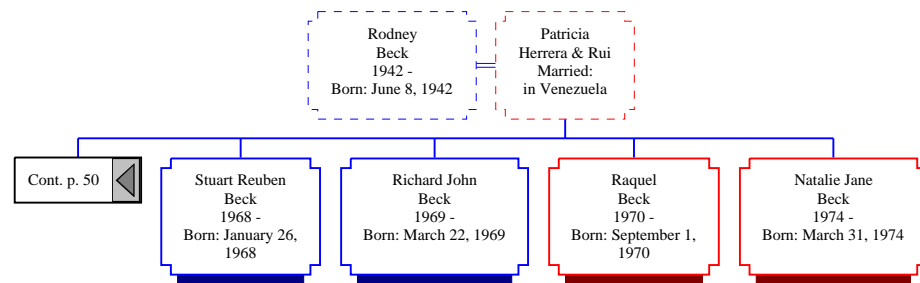 Rodney
Beck
1942 -
Born: June 8, 1942
Patricia
Herrera & Rui
Married:
in Venezuela
Cont. p. 50
Stuart Reuben
Beck
1968 -
Born: January 26,
1968
Richard John
Beck
1969 -
Born: March 22, 1969
Raquel
Beck
1970 -
Born: September 1,
1970
Natalie Jane
Beck
1974 -
Born: March 31, 1974